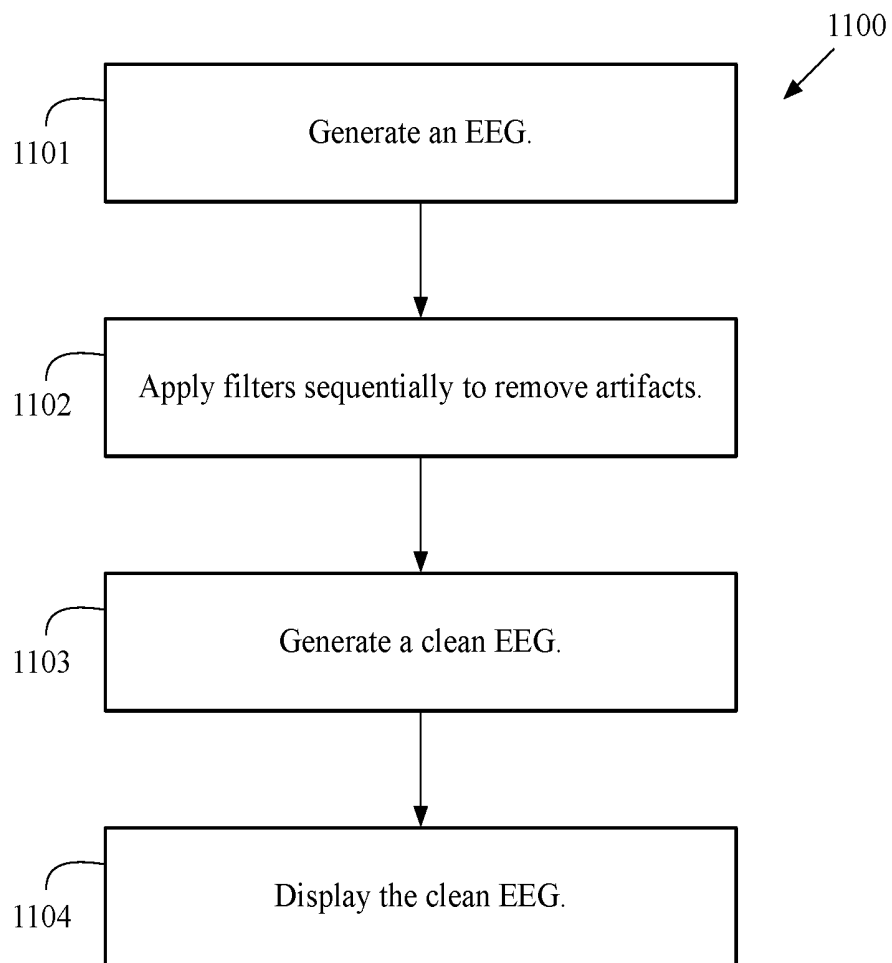 1100
Generate an EEG.
1101
Apply filters sequentially to remove artifacts.
1102
Generate a clean EEG.
1103
Display the clean EEG.
1104